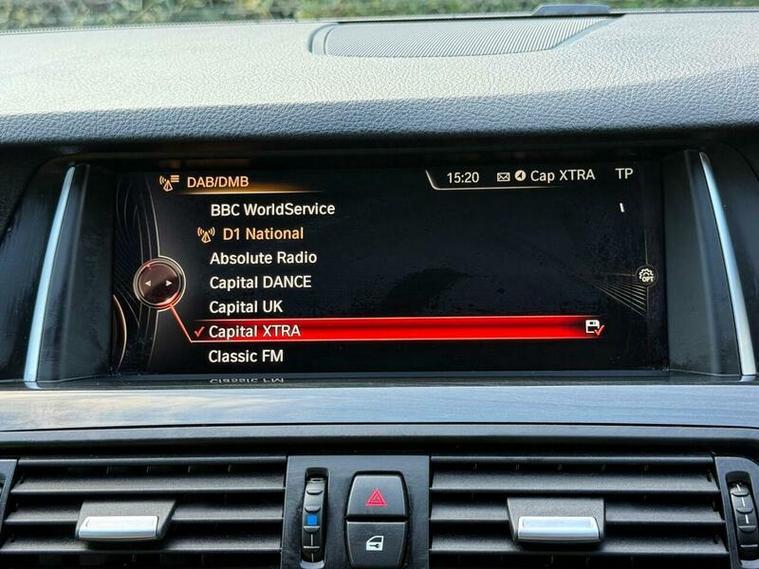 DAB/DMB
15:20 Cap XTRA TP
BBC WorldService
D1 National
Absolute Radio
Capital DANCE
OPT
Capital UK
Capital XTRA
Classic FM